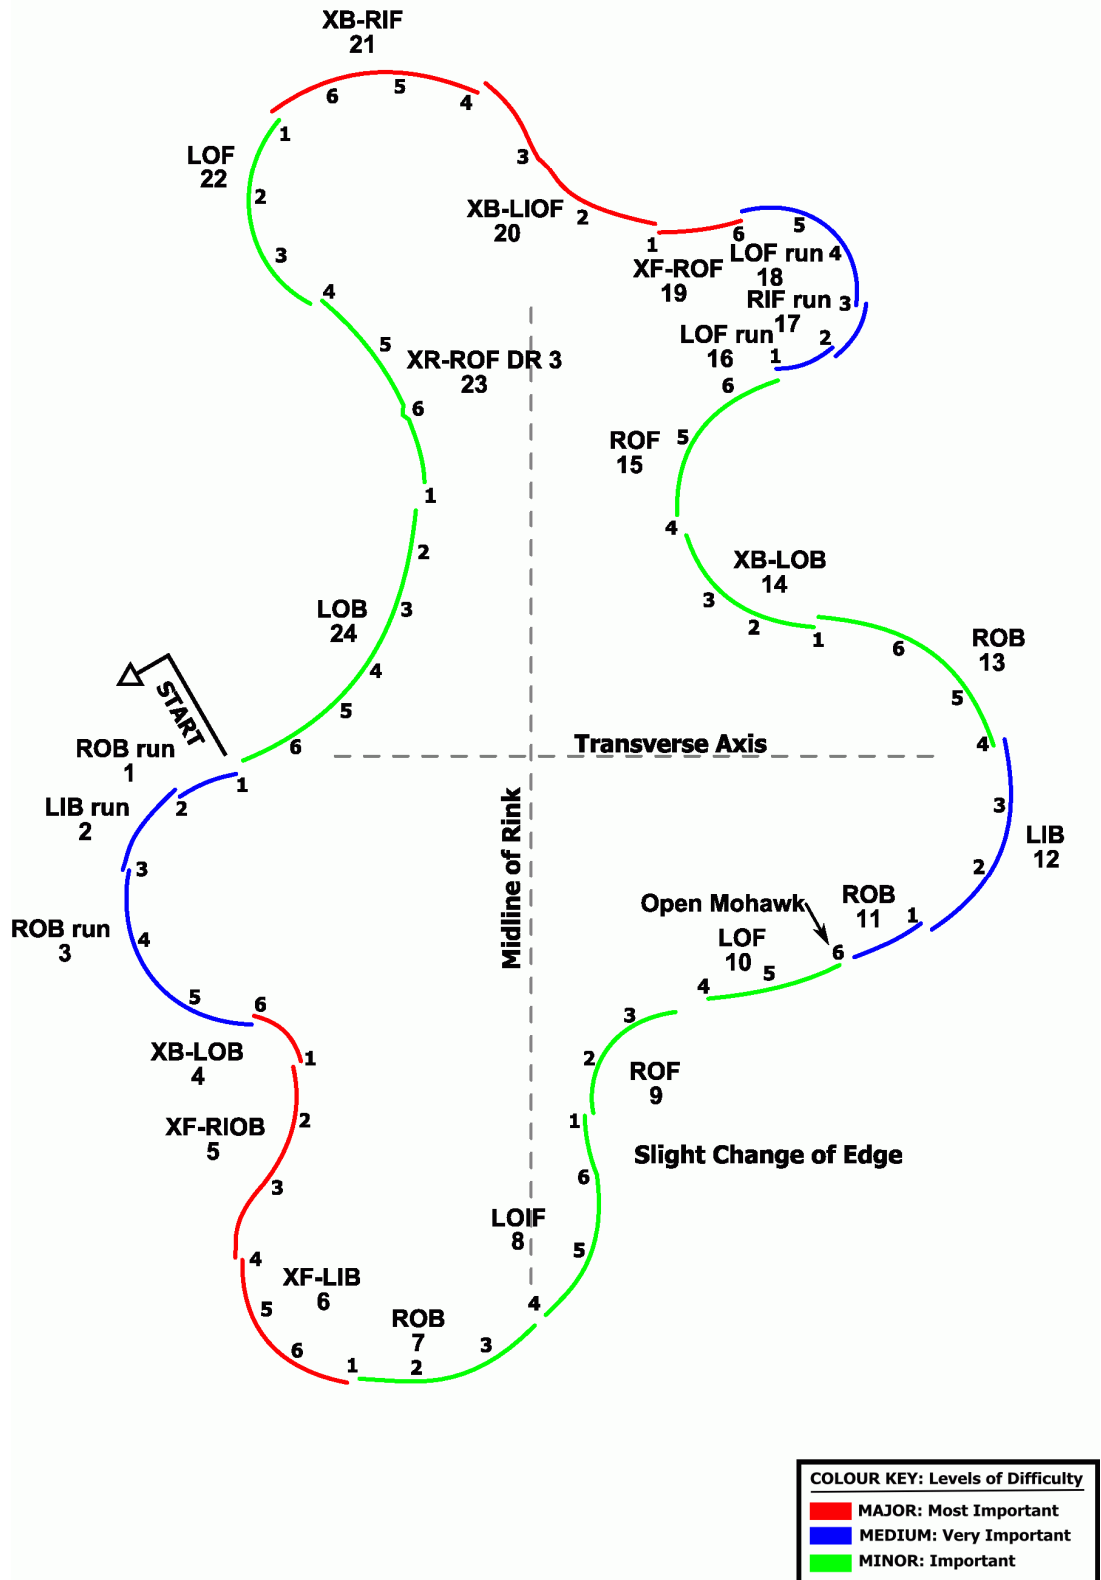 XB-RIF
21
6
5
4
1
LOF
22
2
3
3
XB-LIOF
20
2
1
XF-ROF
19
6
5
LOF run
18
4
RIF run
17
3
LOF run
16
1
2
4
5
XR-ROF DR 3
23
6
6
ROF
15
5
4
1
2
3
LOB
24
4
5
6
XB-LOB
14
3
2
1
6
ROB
13
5
4
START
Transverse Axis
ROB run
1
1
2
LIB run
2
3
ROB run
3
4
5
6
Midline of Rink
3
LIB
12
2
ROB
11
1
Open Mohawk
LOF
10
6
5
4
3
2
ROF
9
1
XB-LOB
4
1
XF-RIOB
5
2
3
Slight Change of Edge
6
LOIF
8
5
4
4
XF-LIB
6
5
6
ROB
7
1
2
3
COLOUR KEY: Levels of Difficulty
MAJOR: Most Important
MEDIUM: Very Important
MINOR: Important